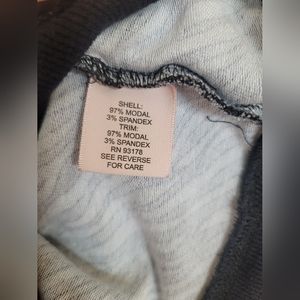 SHELL:
97% MODAL
3% SPANDEX
TRIM:
97% MODAL
3% SPANDEX
RN 93178
SEE REVERSE
FOR CARE